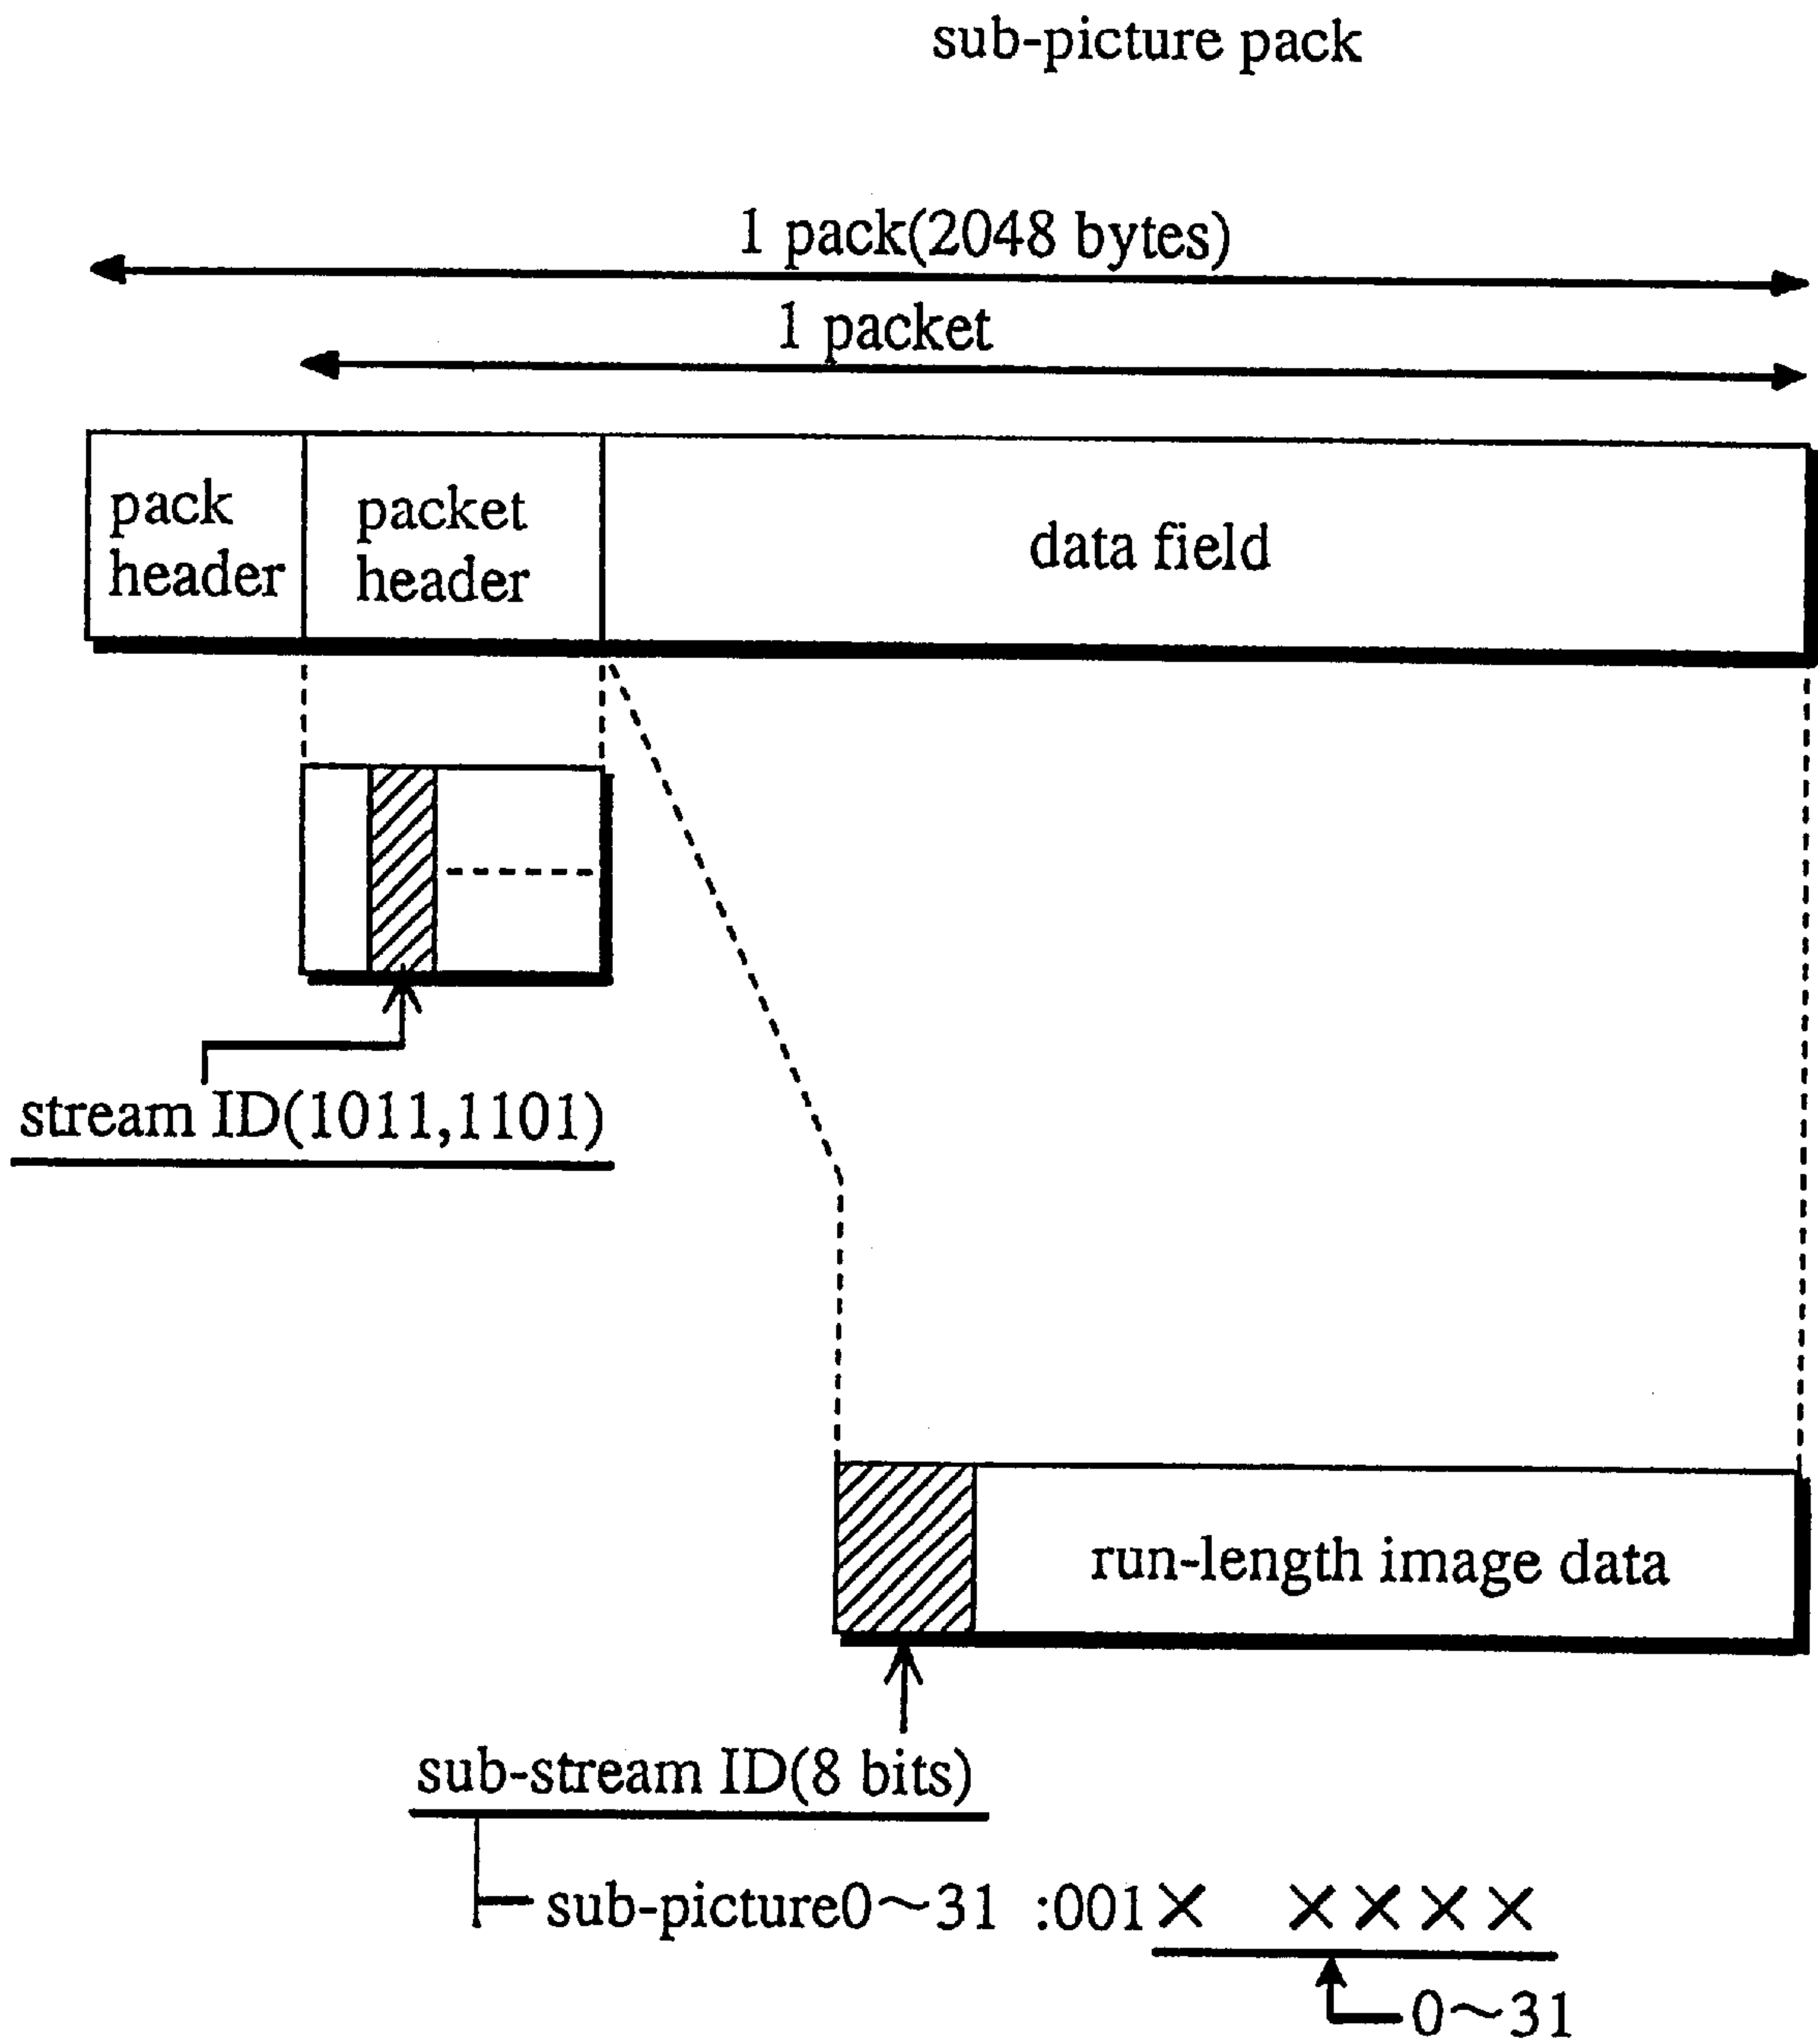 sub-picture pack
1 pack(2048 bytes)
1 packet
pack
header
packet
header
data field
stream ID(1011,1101)
run-length image data
sub-stream ID(8 bits)
sub-picture0～31 :001× ××××
0～31